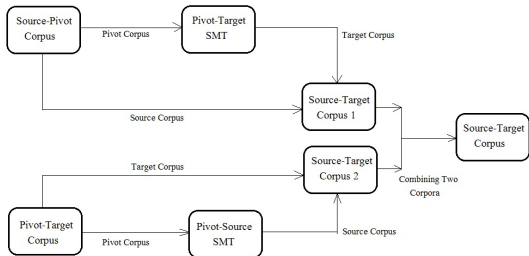 Source-Pivot
Corpus
Pivot Corpus
Pivot-Target
SMT
Target Corpus
Source Corpus
Source-Target
Corpus 1
Source-Target
Corpus
Target Corpus
Source-Target
Corpus 2
Combining Two
Corpora
Pivot-Target
Corpus
Pivot Corpus
Pivot-Source
SMT
Source Corpus